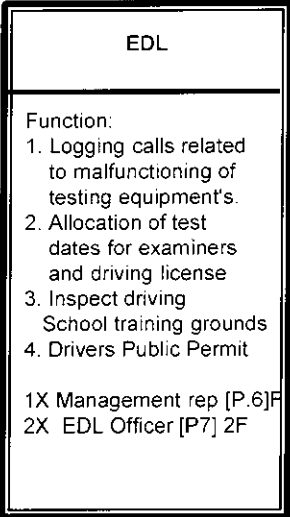 EDL
Function:
1. Logging calls related
to malfunctioning of
testing equipment's.
2. Allocation of test
dates for examiners
and driving license
3. Inspect driving
School training grounds
4. Drivers Public Permit
1X Management rep [P.6]F
2X EDL Officer [P7] 2F